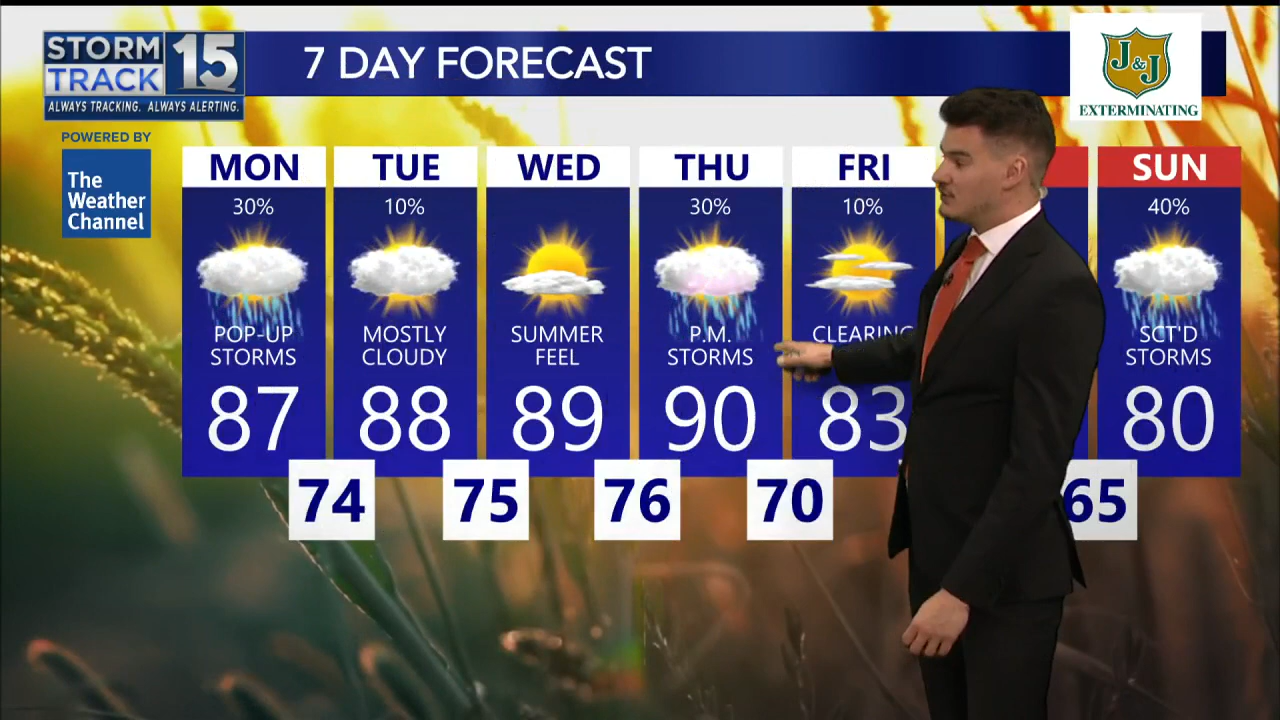 STORM
TRACK
15
ALWAYS TRACKING. ALWAYS ALERTING.
7 DAY FORECAST
J&J
EXTERMINATING
POWERED BY
The
Weather
Channel
MON
30%
POP-UP
STORMS
87
TUE
10%
MOSTLY
CLOUDY
88
WED
SUMMER
FEEL
89
THU
30%
P.M.
STORMS
90
FRI
10%
CLEARING
83
SUN
40%
SCT'D
STORMS
80
74
75
76
70
65